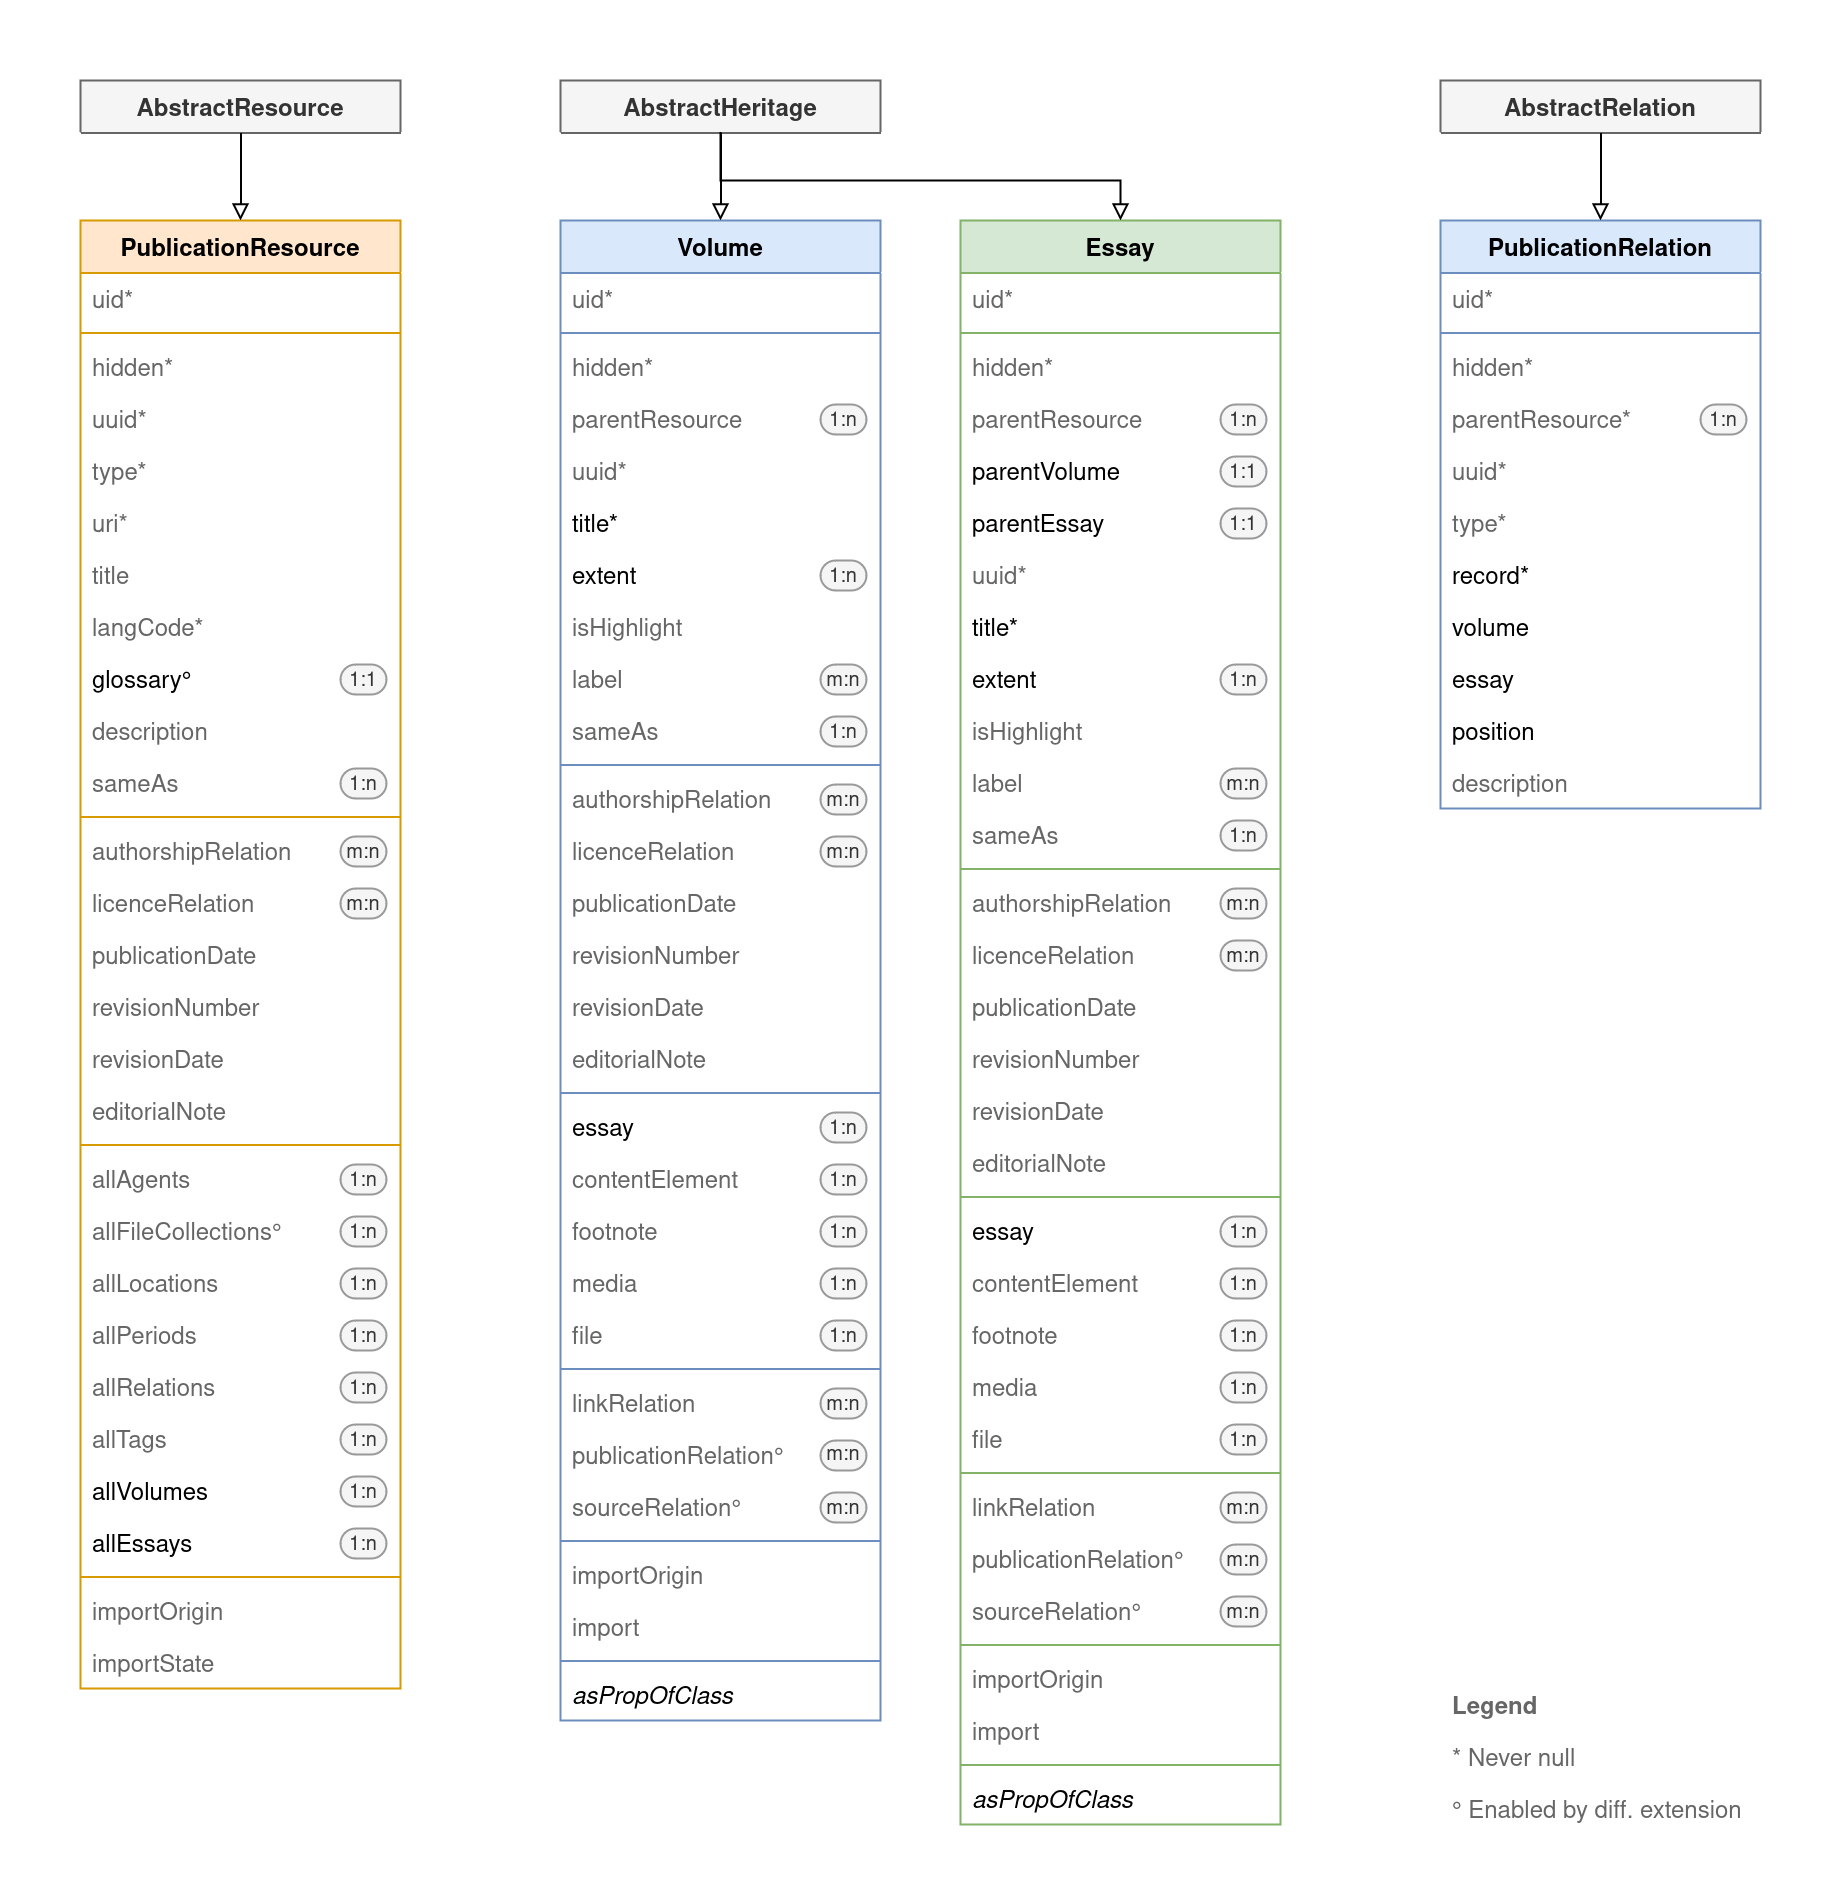 AbstractResource
PublicationResource
uid*
hidden*
uuid*
type*
uri*
title
langCode*
glossary° 1:1
description
sameAs 1:n
authorshipRelation m:n
licenceRelation m:n
publicationDate
revisionNumber
revisionDate
editorialNote
allAgents 1:n
allFileCollections° 1:n
allLocations 1:n
allPeriods 1:n
allRelations 1:n
allTags 1:n
allVolumes 1:n
allEssays 1:n
importOrigin
importState
AbstractHeritage
Volume
uid*
hidden*
parentResource 1:n
uuid*
title*
extent 1:n
isHighlight
label m:n
sameAs 1:n
authorshipRelation m:n
licenceRelation m:n
publicationDate
revisionNumber
revisionDate
editorialNote
essay 1:n
contentElement 1:n
footnote 1:n
media 1:n
file 1:n
linkRelation m:n
publicationRelation° m:n
sourceRelation° m:n
importOrigin
import
asPropOfClass
Essay
uid*
hidden*
parentResource 1:n
parentVolume 1:1
parentEssay 1:1
uuid*
title*
extent 1:n
isHighlight
label m:n
sameAs 1:n
authorshipRelation m:n
licenceRelation m:n
publicationDate
revisionNumber
revisionDate
editorialNote
essay 1:n
contentElement 1:n
footnote 1:n
media 1:n
file 1:n
linkRelation m:n
publicationRelation° m:n
sourceRelation° m:n
importOrigin
import
asPropOfClass
AbstractRelation
PublicationRelation
uid*
hidden*
parentResource* 1:n
uuid*
type*
record*
volume
essay
position
description
Legend
* Never null
° Enabled by diff. extension